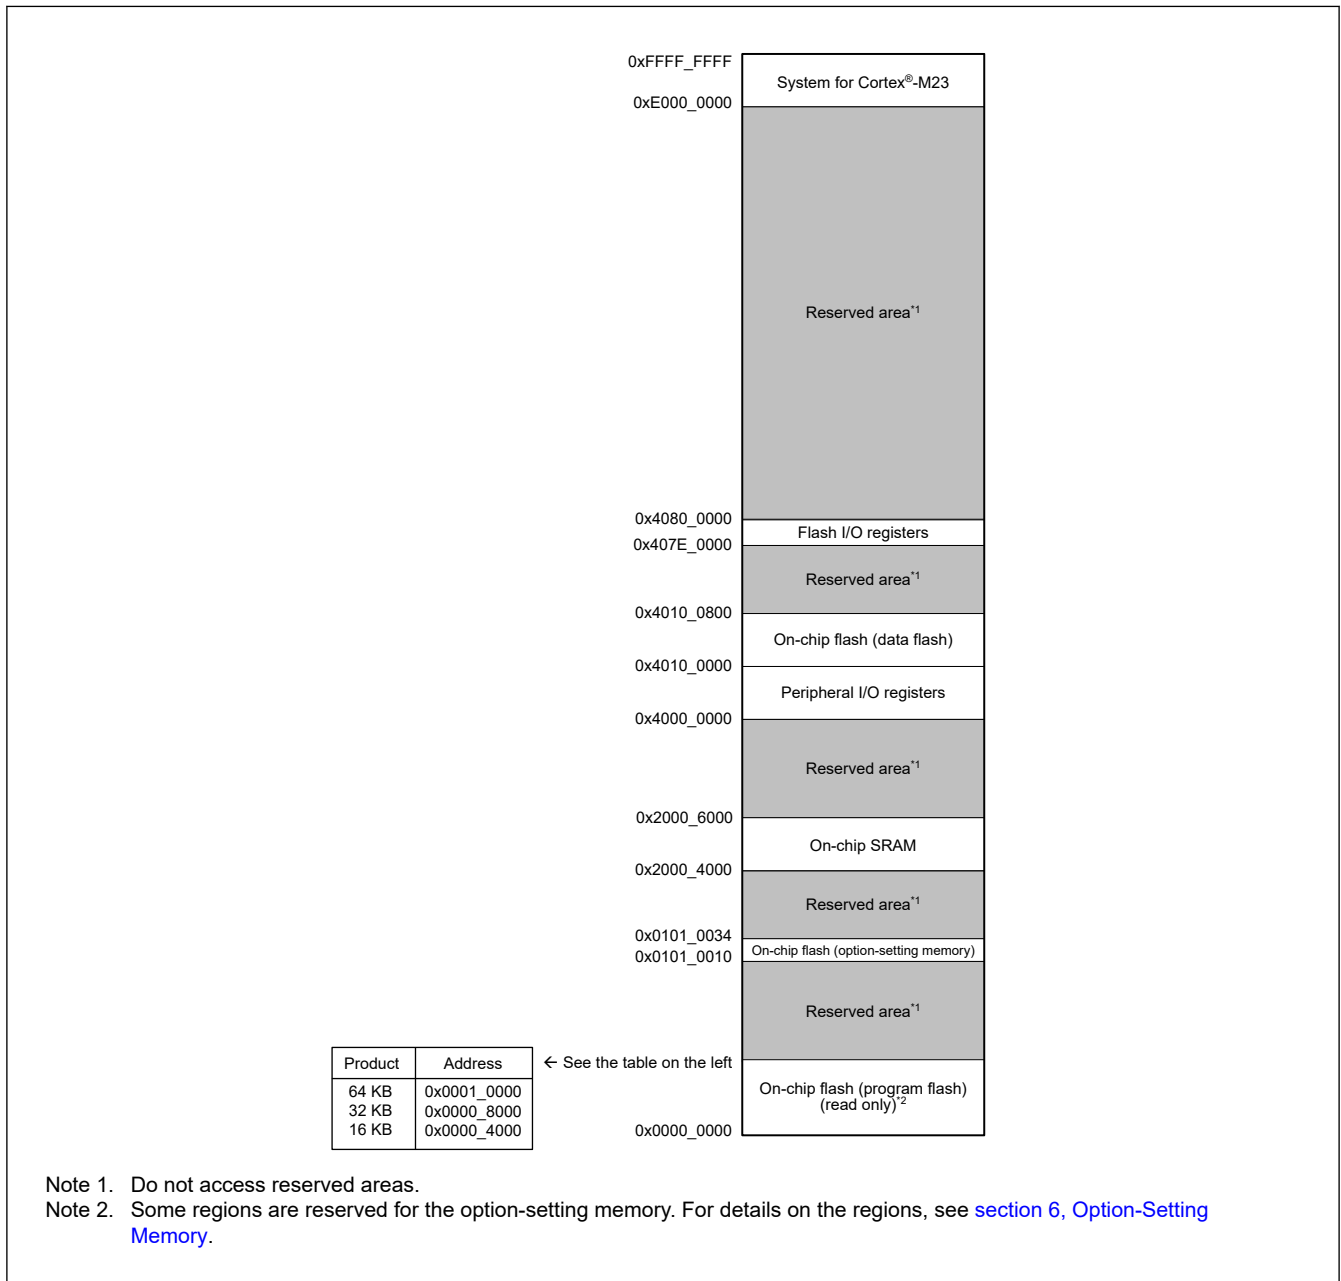 0xFFFF_FFFF
System for Cortex®-M23
0xE000_0000
Reserved area*1
0x4080_0000
Flash I/O registers
0x407E_0000
Reserved area*1
0x4010_0800
On-chip flash (data flash)
0x4010_0000
Peripheral I/O registers
0x4000_0000
Reserved area*1
0x2000_6000
On-chip SRAM
0x2000_4000
Reserved area*1
0x0101_0034
On-chip flash (option-setting memory)
0x0101_0010
Reserved area*1
Product Address ← See the table on the left
64 KB 0x0001_0000
32 KB 0x0000_8000
16 KB 0x0000_4000
On-chip flash (program flash)
(read only)*2
0x0000_0000
Note 1. Do not access reserved areas.
Note 2. Some regions are reserved for the option-setting memory. For details on the regions, see section 6, Option-Setting
Memory.